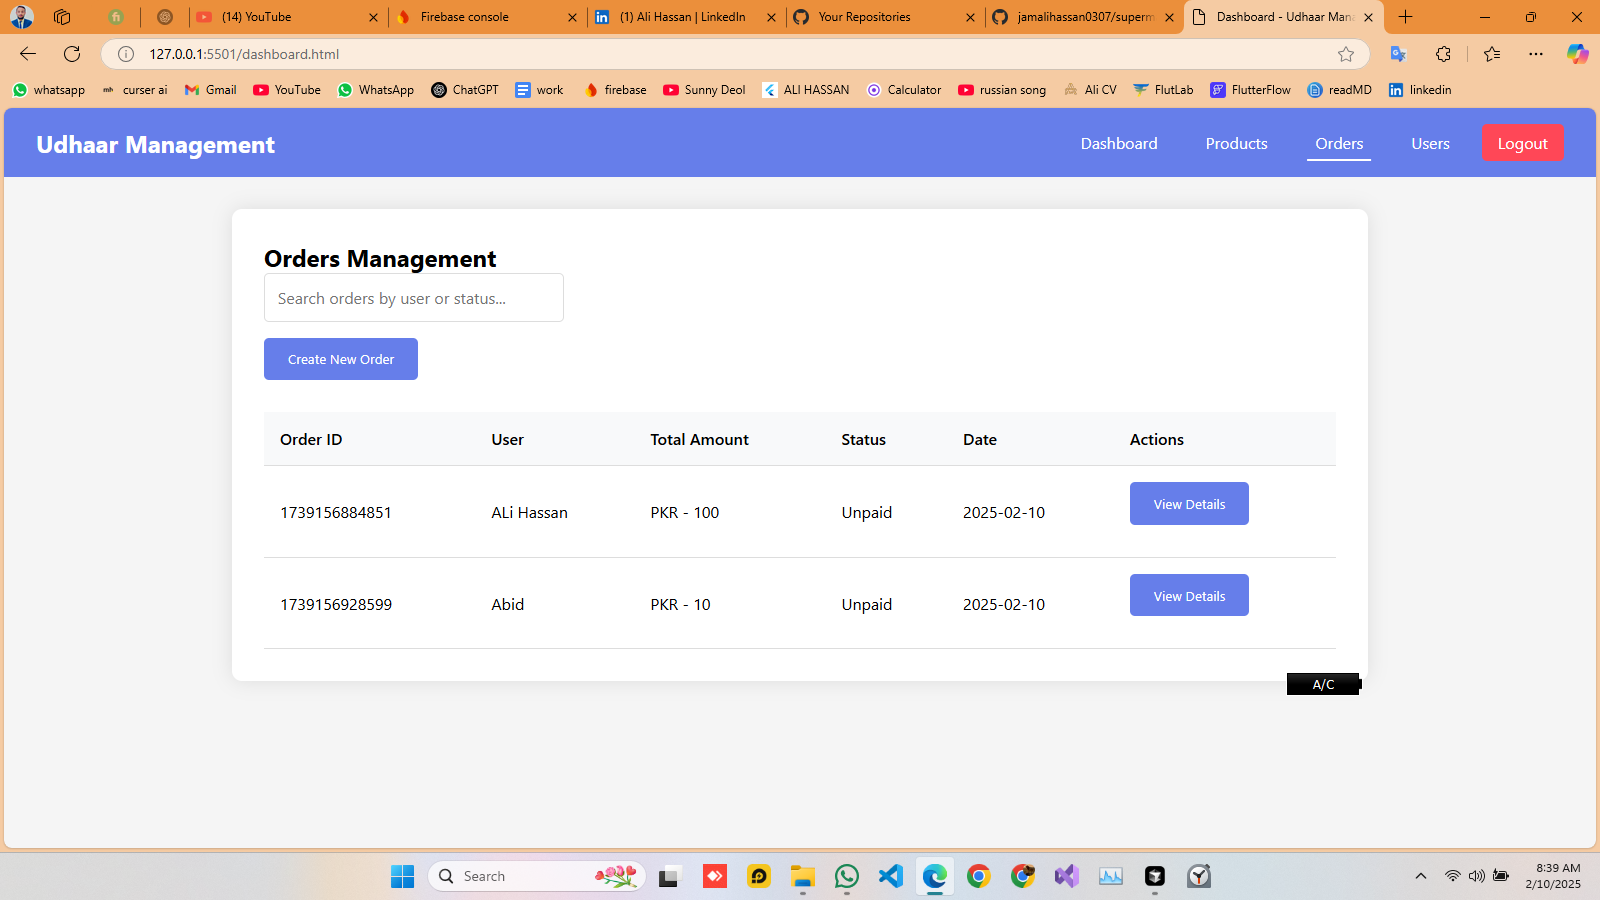 (14) YouTube
Firebase console
(1) Ali Hassan | LinkedIn
Your Repositories
jamalihassan0307/superm
Dashboard - Udhaar Man
127.0.0.1:5501/dashboard.html
whatsapp
mh curser ai
Gmail
YouTube
WhatsApp
ChatGPT
work
firebase
Sunny Deol
ALI HASSAN
Calculator
russian song
Ali CV
FlutLab
FlutterFlow
readMD
linkedin
Udhaar Management
Dashboard
Products
Orders
Users
Logout
Orders Management
Search orders by user or status...
Create New Order
Order ID User Total Amount Status Date Actions
1739156884851 ALi Hassan PKR - 100 Unpaid 2025-02-10 View Details
1739156928599 Abid PKR - 10 Unpaid 2025-02-10 View Details
A/C
Search
8:39 AM
2/10/2025